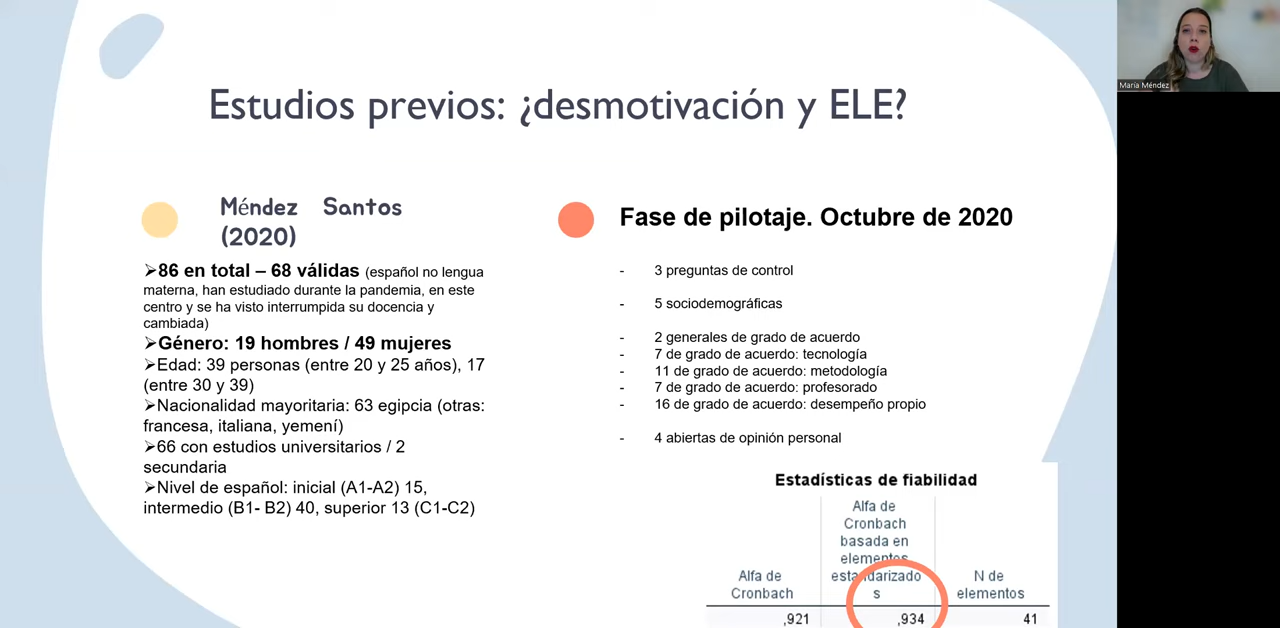 Estudios previos: ¿desmotivación y ELE?
Méndez Santos
(2020)
➢86 en total – 68 válidas (español no lengua
materna, han estudiado durante la pandemia, en este
centro y se ha visto interrumpida su docencia y
cambiada)
➢Género: 19 hombres / 49 mujeres
➢Edad: 39 personas (entre 20 y 25 años), 17
(entre 30 y 39)
➢Nacionalidad mayoritaria: 63 egipcia (otras:
francesa, italiana, yemení)
➢66 con estudios universitarios / 2
secundaria
➢Nivel de español: inicial (A1-A2) 15,
intermedio (B1- B2) 40, superior 13 (C1-C2)
Fase de pilotaje. Octubre de 2020
- 3 preguntas de control
- 5 sociodemográficas
- 2 generales de grado de acuerdo
- 7 de grado de acuerdo: tecnología
- 11 de grado de acuerdo: metodología
- 7 de grado de acuerdo: profesorado
- 16 de grado de acuerdo: desempeño propio
- 4 abiertas de opinión personal
Estadísticas de fiabilidad
Alfa de
Cronbach
Alfa de
Cronbach
basada en
elementos
estandarizado
s
N de
elementos
,921 ,934 41
María Méndez